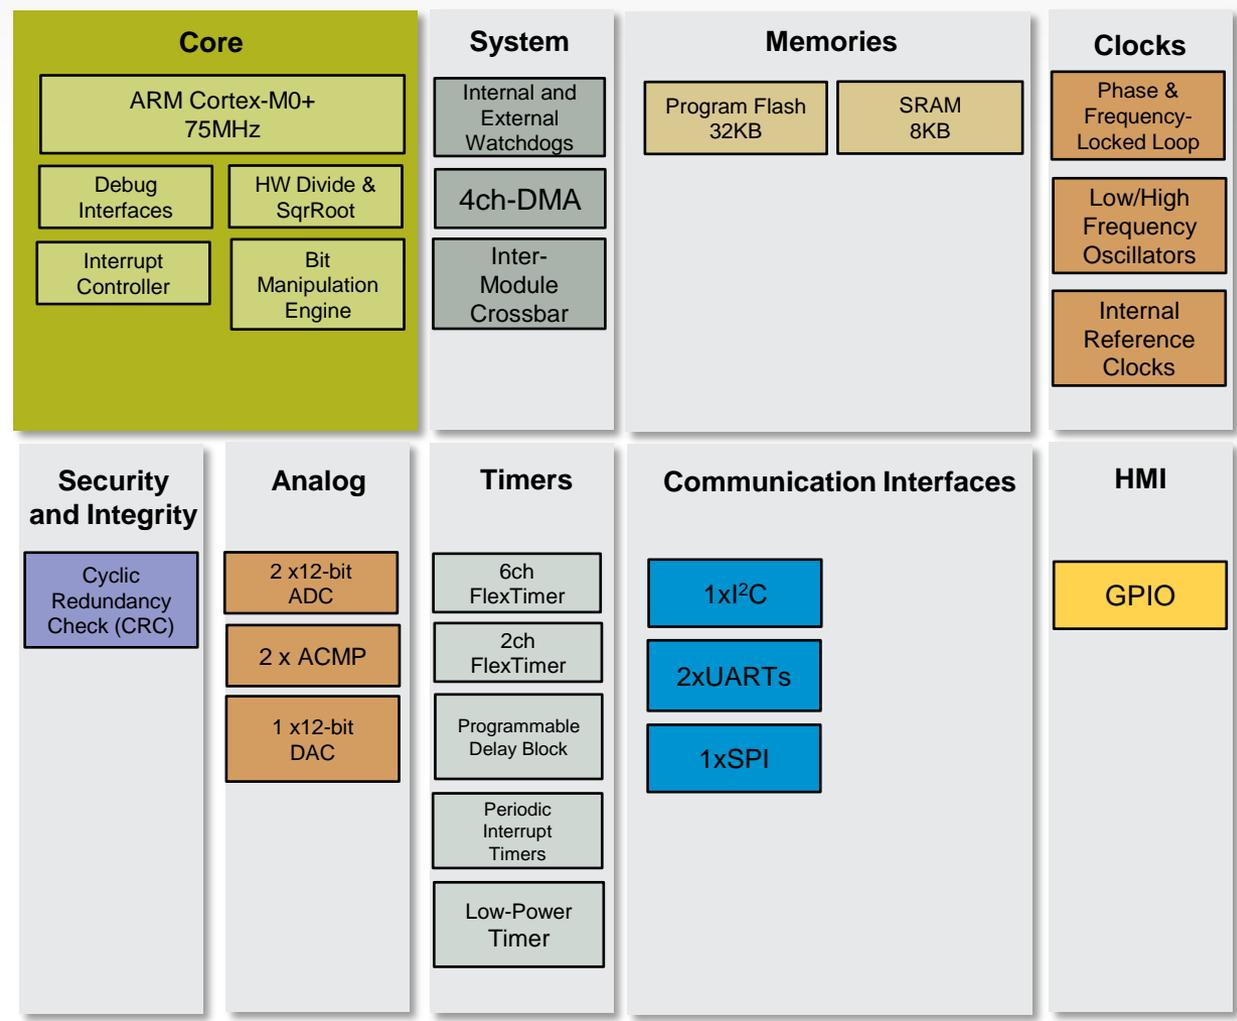 Core
ARM Cortex-M0+
75MHz
Debug
Interfaces
HW Divide &
SqrRoot
Interrupt
Controller
Bit
Manipulation
Engine
System
Internal and
External
Watchdogs
4ch-DMA
Inter-
Module
Crossbar
Memories
Program Flash
32KB
SRAM
8KB
Clocks
Phase &
Frequency-
Locked Loop
Low/High
Frequency
Oscillators
Internal
Reference
Clocks
Security
and Integrity
Cyclic
Redundancy
Check (CRC)
Analog
2 x12-bit
ADC
2 x ACMP
1 x12-bit
DAC
Timers
6ch
FlexTimer
2ch
FlexTimer
Programmable
Delay Block
Periodic
Interrupt
Timers
Low-Power
Timer
Communication Interfaces
1xI²C
2xUARTs
1xSPI
HMI
GPIO